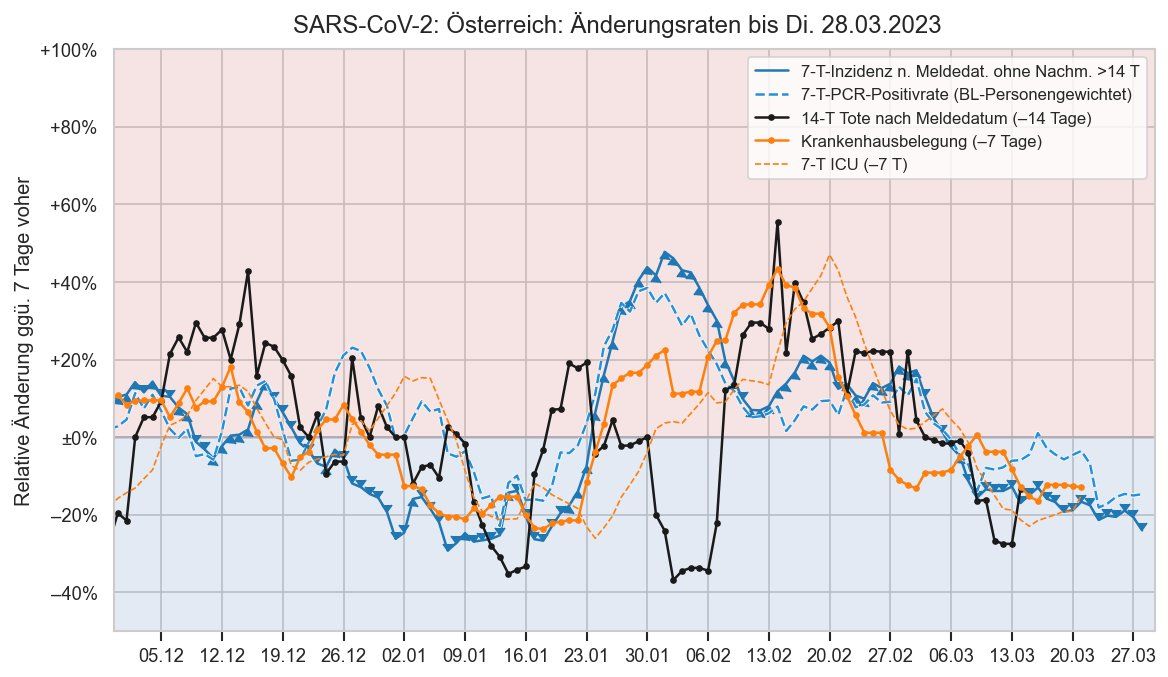 SARS-CoV-2: Österreich: Änderungsraten bis Di. 28.03.2023
Relative Änderung ggü. 7 Tage voher
+100%
+80%
+60%
+40%
+20%
±0%
–20%
–40%
7-T-Inzidenz n. Meldedat. ohne Nachm. >14 T
7-T-PCR-Positivrate (BL-Personengewichtet)
14-T Tote nach Meldedatum (–14 Tage)
Krankenhausbelegung (–7 Tage)
7-T ICU (–7 T)
05.12 12.12 19.12 26.12 02.01 09.01 16.01 23.01 30.01 06.02 13.02 20.02 27.02 06.03 13.03 20.03 27.03